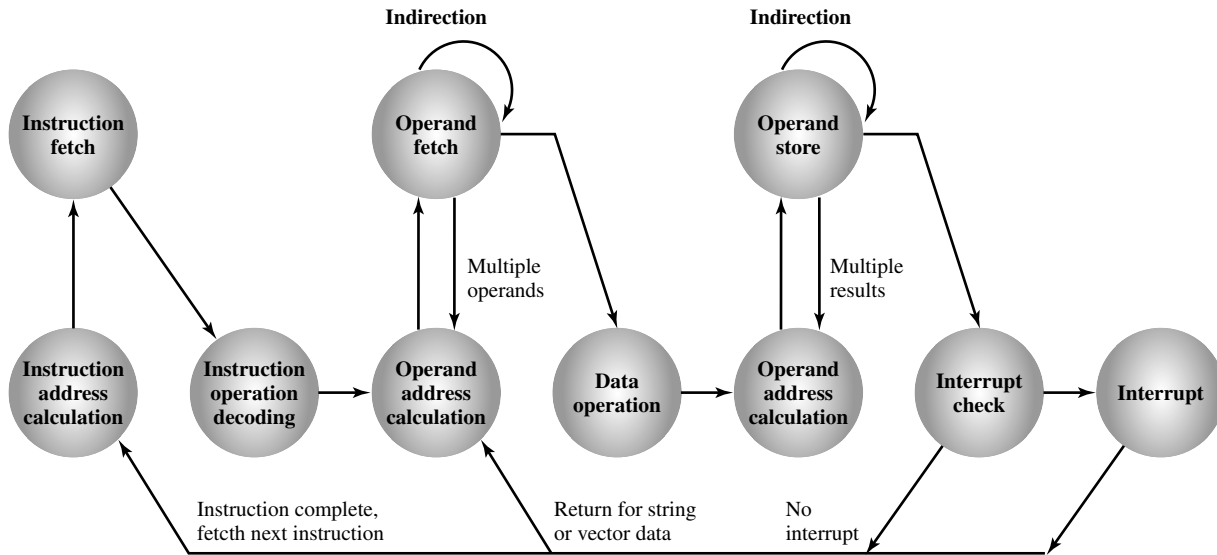 Indirection
Indirection
Instruction
fetch
Operand
fetch
Operand
store
Multiple
operands
Multiple
results
Instruction
address
calculation
Instruction
operation
decoding
Operand
address
calculation
Data
operation
Operand
address
calculation
Interrupt
check
Interrupt
Instruction complete,
fetcth next instruction
Return for string
or vector data
No
interrupt